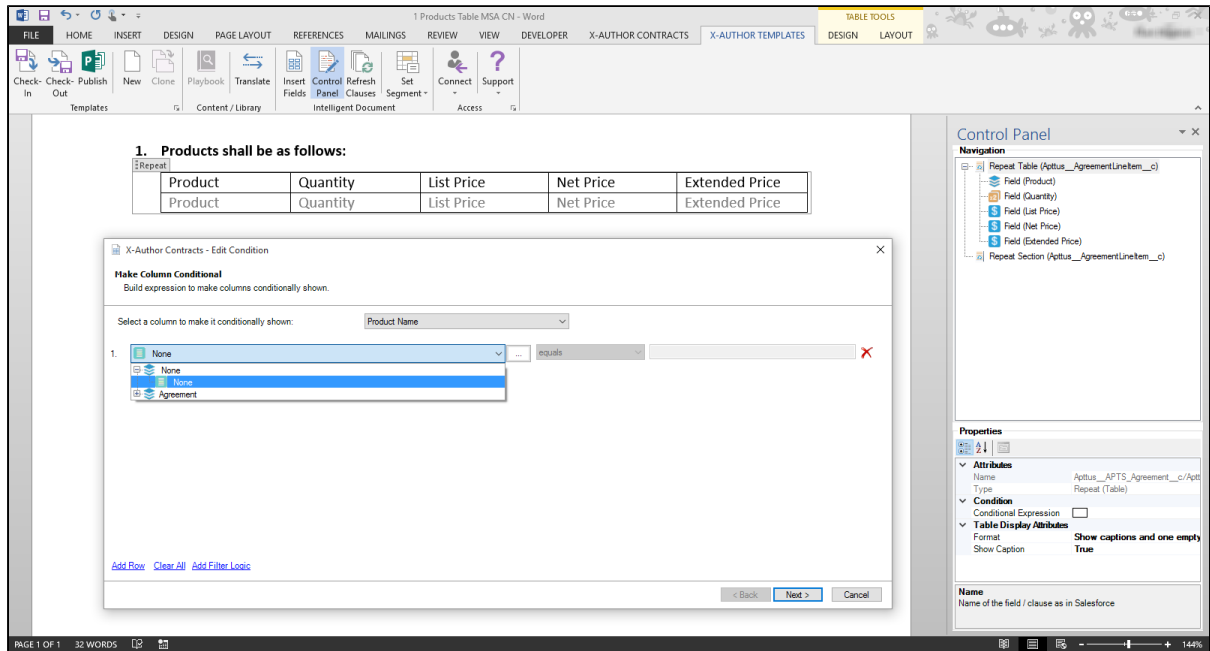 1 Products Table MSA CN - Word
TABLE TOOLS
FILE HOME INSERT DESIGN PAGE LAYOUT REFERENCES MAILINGS REVIEW VIEW DEVELOPER X-AUTHOR CONTRACTS X-AUTHOR TEMPLATES DESIGN LAYOUT
Check- Check- Publish New Clone Playbook Translate Insert Control Refresh Set Connect Support
In Out Fields Panel Clauses Segment
Templates Content / Library Intelligent Document Access
1. Products shall be as follows:
Repeat
Product Quantity List Price Net Price Extended Price
Product Quantity List Price Net Price Extended Price
X-Author Contracts - Edit Condition
Make Column Conditional
Build expression to make columns conditionally shown.
Select a column to make it conditionally shown: Product Name
1. None ... equals
None
None
Agreement
Add Row Clear All Add Filter Logic
< Back Next > Cancel
Control Panel
Navigation
Repeat Table (Apttus__AgreementLineItem__c)
Field (Product)
Field (Quantity)
Field (List Price)
Field (Net Price)
Field (Extended Price)
Repeat Section (Apttus__AgreementLineItem__c)
Properties
Attributes
Name Apttus__APTS_Agreement__c/Aptt
Type Repeat (Table)
Condition
Conditional Expression
Table Display Attributes
Format Show captions and one empty
Show Caption True
Name
Name of the field / clause as in Salesforce
PAGE 1 OF 1 32 WORDS 144%